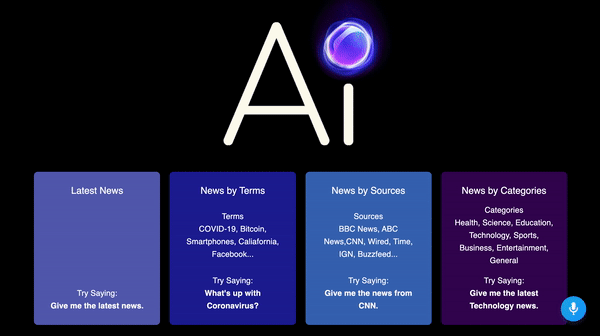 Ai
Latest News
Try Saying:
Give me the latest news.
News by Terms
Terms
COVID-19, Bitcoin,
Smartphones, Caliafornia,
Facebook...
Try Saying:
What's up with
Coronavirus?
News by Sources
Sources
BBC News, ABC
News,CNN, Wired, Time,
IGN, Buzzfeed...
Try Saying:
Give me the news from
CNN.
News by Categories
Categories
Health, Science, Education,
Technology, Sports,
Business, Entertainment,
General
Try Saying:
Give me the latest
Technology news.